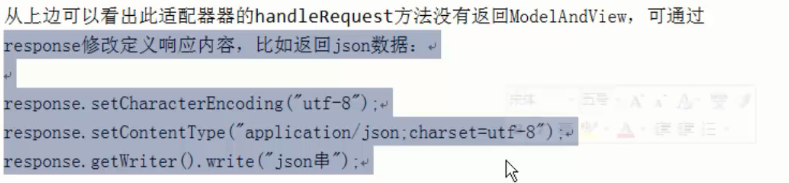 从上边可以看出此适配器器的handleRequest方法没有返回ModelAndView，可通过
response修改定义响应内容，比如返回json数据：

response.setCharacterEncoding("utf-8");
response.setContentType("application/json;charset=utf-8");
response.getWriter().write("json串");